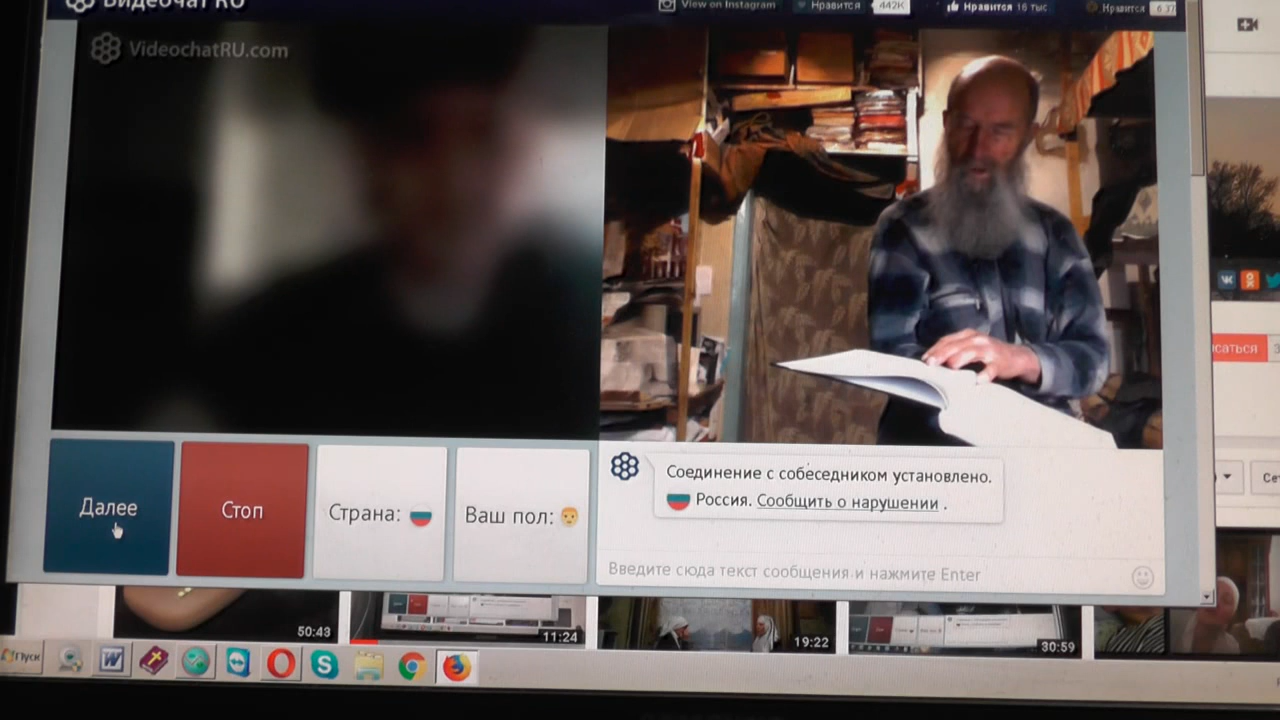 Видеочат RU
View on Instagram
Нравится
442K
Нравится 16 тыс
Нравится
VideochatRU.com
исаться
Далее
Стоп
Страна:
Ваш пол:
Соединение с собеседником установлено.
Россия. Сообщить о нарушении .
Введите сюда текст сообщения и нажмите Enter
50:43
11:24
19:22
30:59
Пуск